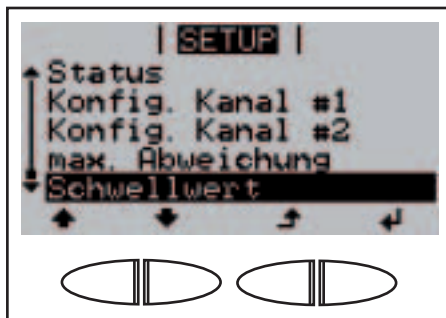 | SETUP |
Status
Konfig. Kanal #1
Konfig. Kanal #2
max. Abweichung
Schwellwert